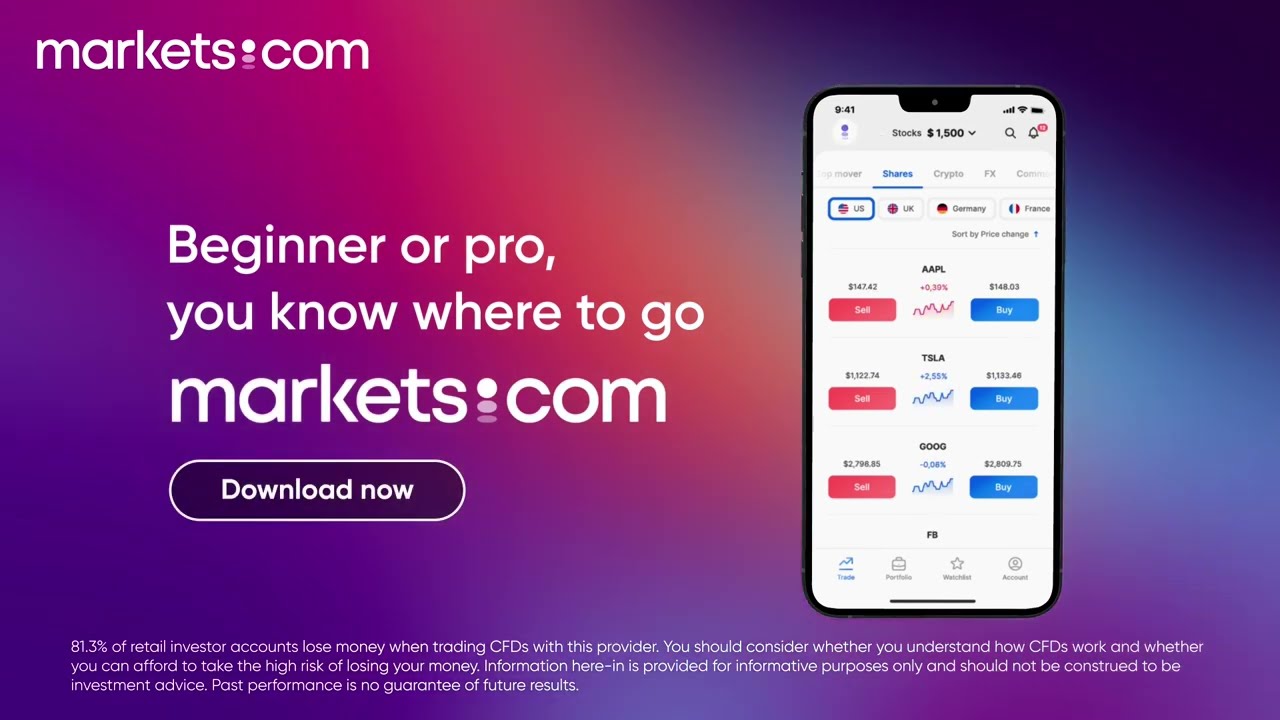 markets.com
Beginner or pro,
you know where to go
markets.com
Download now
9:41
Stocks $1,500
12
op mover Shares Crypto FX Commo
US UK Germany France
Sort by Price change ↑
AAPL
$147.42 +0,39% $148.03
Sell Buy
TSLA
$1,122.74 +2,55% $1,133.46
Sell Buy
GOOG
$2,796.85 -0,08% $2,809.75
Sell Buy
FB
Trade Portfolio Watchlist Account
81.3% of retail investor accounts lose money when trading CFDs with this provider. You should consider whether you understand how CFDs work and whether
you can afford to take the high risk of losing your money. Information here-in is provided for informative purposes only and should not be construed to be
investment advice. Past performance is no guarantee of future results.